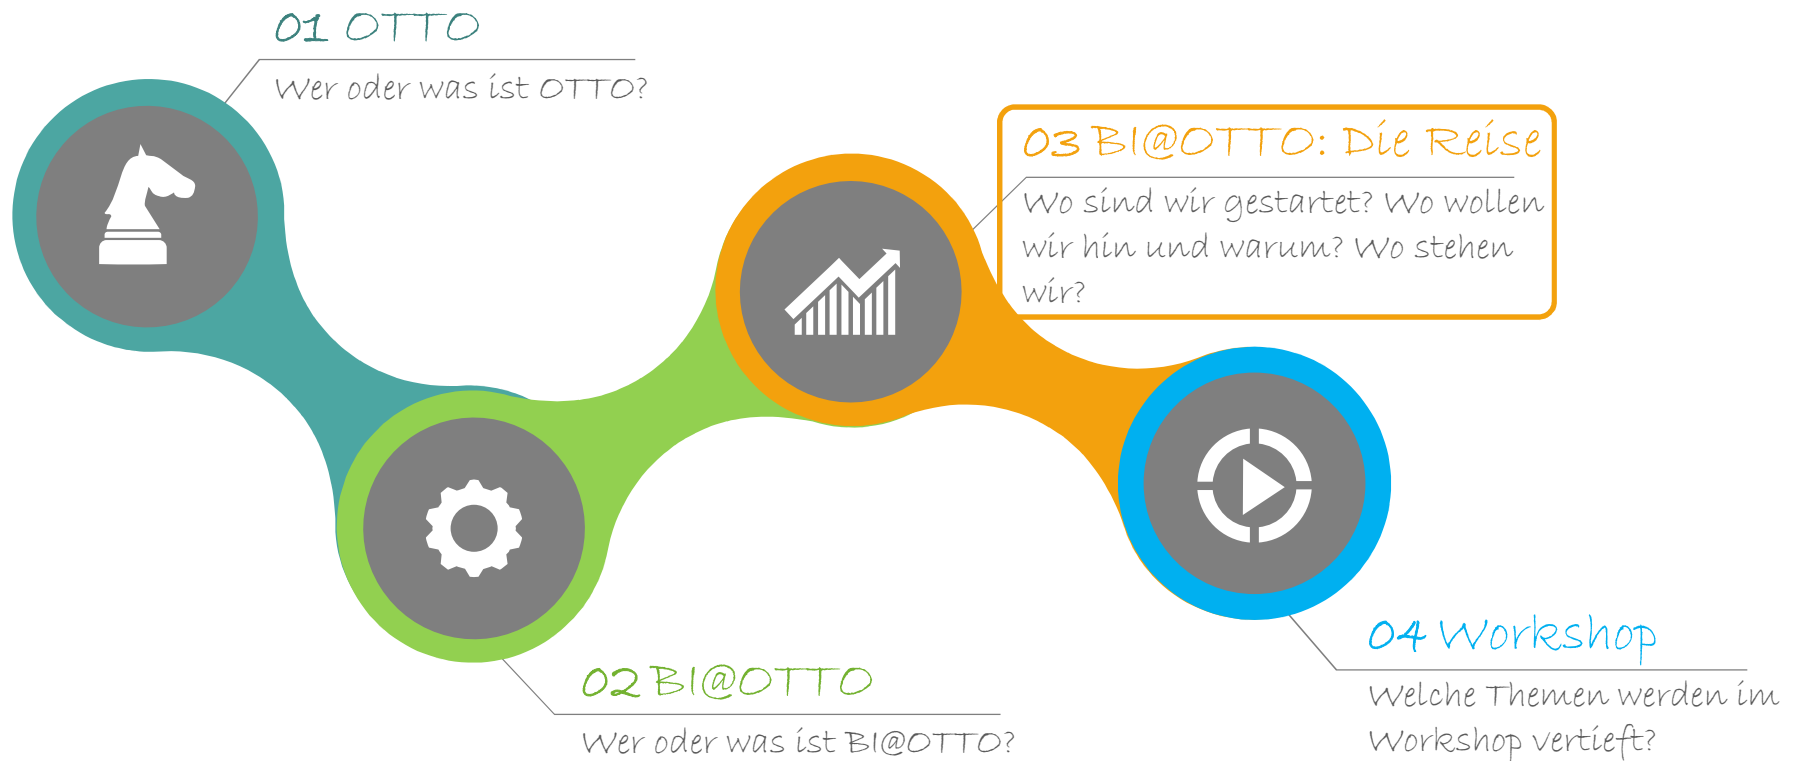 01 OTTO
Wer oder was ist OTTO?
02 BI@OTTO
Wer oder was ist BI@OTTO?
03 BI@OTTO: Die Reise
Wo sind wir gestartet? Wo wollen
wir hin und warum? Wo stehen
wir?
04 Workshop
Welche Themen werden im
Workshop vertieft?